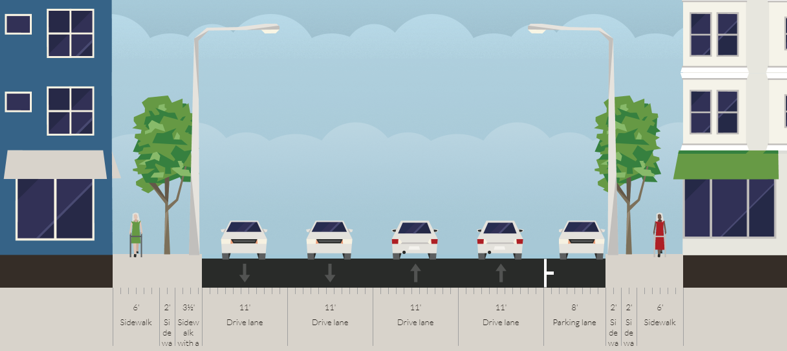 6' 2' 3½' 11' 11' 11' 11' 8' 2' 2' 6'
Sidewalk Si Sidew Drive lane Drive lane Drive lane Drive lane Parking lane Si Si Sidewalk
de alk de de
wa with a wa wa